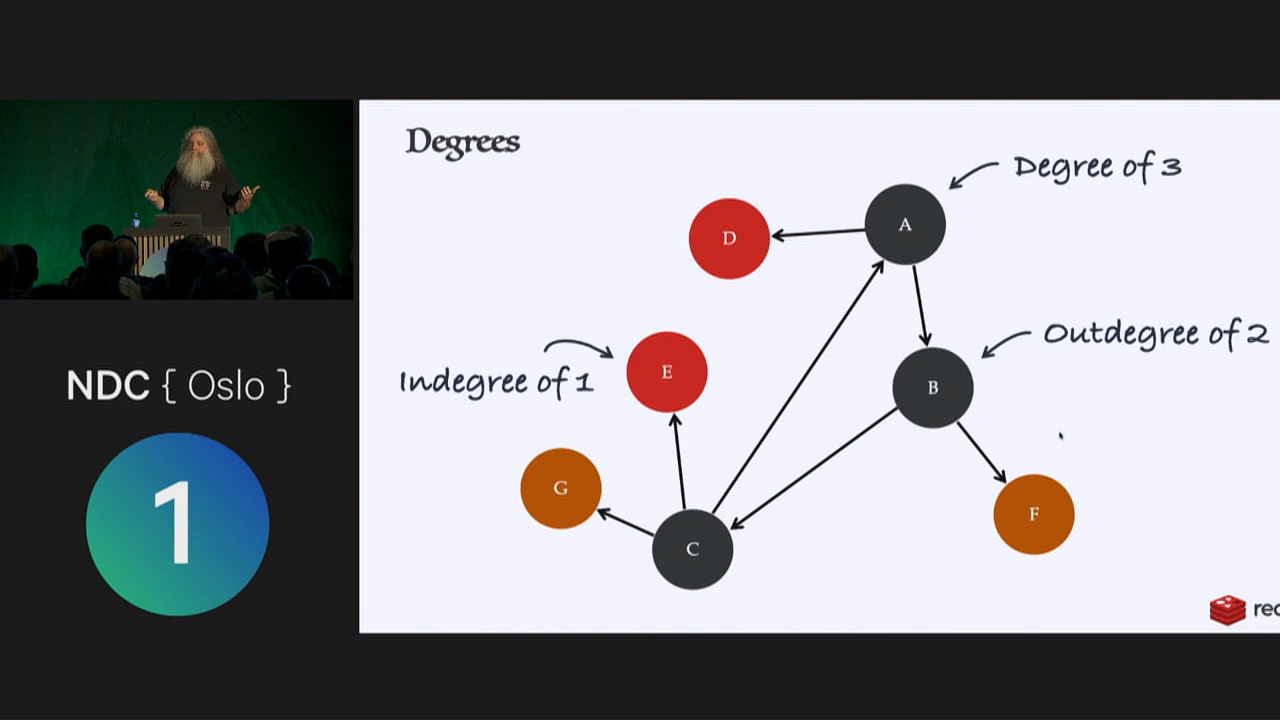 Degrees
Degree of 3
A
D
Outdegree of 2
E
B
Indegree of 1
G
F
C
NDC { Oslo }
1